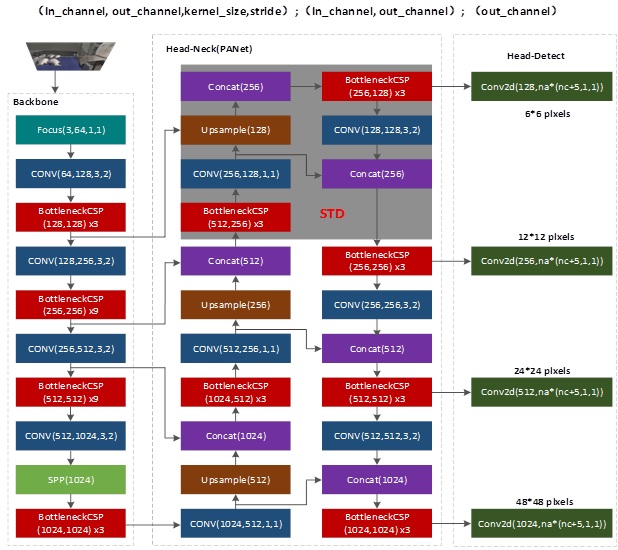 (In_channel, out_channel,kernel_size,stride) ; (In_channel, out_channel) ; (out_channel)
Backbone
Focus(3,64,1,1)
CONV(64,128,3,2)
BottleneckCSP
(128,128) x3
CONV(128,256,3,2)
BottleneckCSP
(256,256) x9
CONV(256,512,3,2)
BottleneckCSP
(512,512) x9
CONV(512,1024,3,2)
SPP(1024)
BottleneckCSP
(1024,1024) x3
Head-Neck(PANet)
Concat(256)
Upsample(128)
CONV(256,128,1,1)
BottleneckCSP
(512,256) x3
Concat(512)
Upsample(256)
CONV(512,256,1,1)
BottleneckCSP
(1024,512) x3
Concat(1024)
Upsample(512)
CONV(1024,512,1,1)
BottleneckCSP
(256,128) x3
CONV(128,128,3,2)
Concat(256)
STD
BottleneckCSP
(256,256) x3
CONV(256,256,3,2)
Concat(512)
BottleneckCSP
(512,512) x3
CONV(512,512,3,2)
Concat(1024)
BottleneckCSP
(1024,1024) x3
Head-Detect
Conv2d(128,na*(nc+5,1,1))
6*6 pixels
12*12 pixels
Conv2d(256,na*(nc+5,1,1))
24*24 pixels
Conv2d(512,na*(nc+5,1,1))
48*48 pixels
Conv2d(1024,na*(nc+5,1,1))